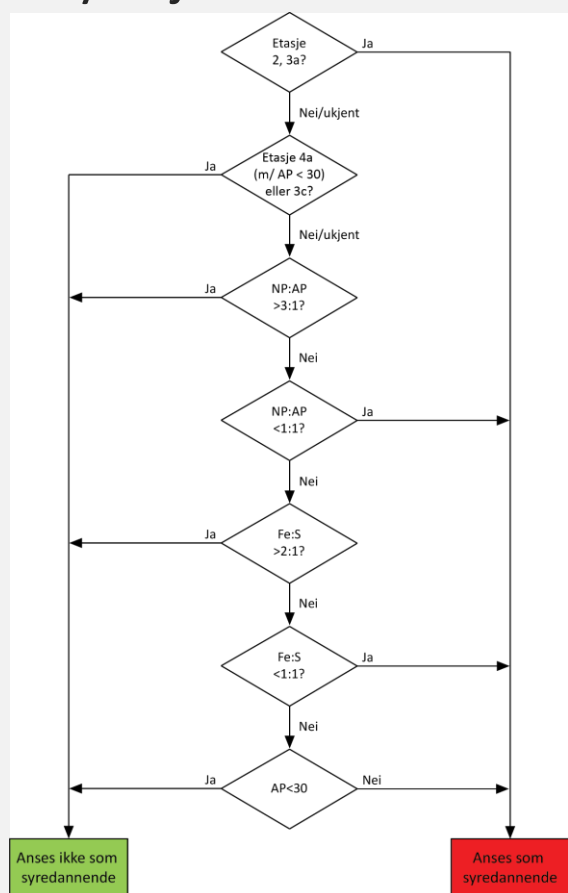 Etasje
2, 3a?
Ja
Nei/ukjent
Ja
Etasje 4a
(m/ AP < 30)
eller 3c?
Nei/ukjent
Ja
NP:AP
>3:1?
Nei
NP:AP
<1:1?
Ja
Nei
Ja
Fe:S
>2:1?
Nei
Fe:S
<1:1?
Ja
Nei
Ja
AP<30
Nei
Anses ikke som
syredannende
Anses som
syredannende